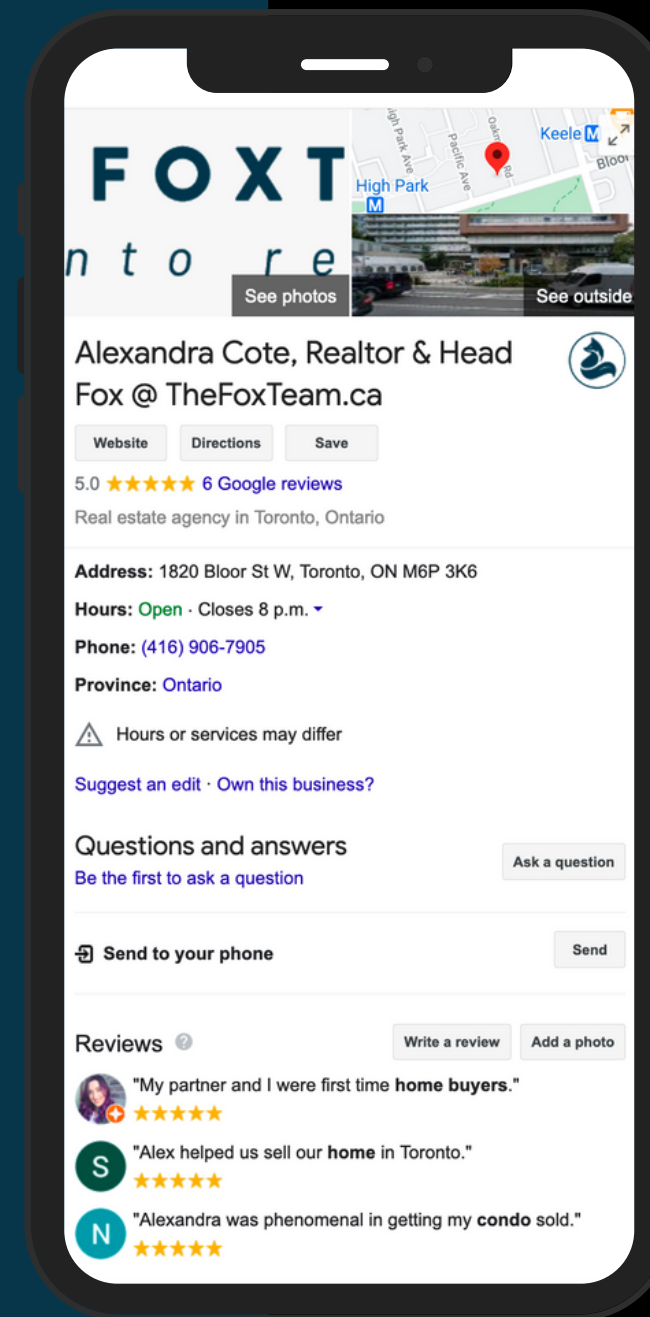 FOXT
nto re
See photos
High Park Ave
Pacific Ave
Rd
Keele M
High Park
M
See outside
Alexandra Cote, Realtor & Head
Fox @ TheFoxTeam.ca
Website Directions Save
5.0 ★★★★★ 6 Google reviews
Real estate agency in Toronto, Ontario
Address: 1820 Bloor St W, Toronto, ON M6P 3K6
Hours: Open · Closes 8 p.m.
Phone: (416) 906-7905
Province: Ontario
Hours or services may differ
Suggest an edit · Own this business?
Questions and answers
Be the first to ask a question
Ask a question
Send to your phone
Send
Reviews
Write a review Add a photo
"My partner and I were first time home buyers."
★★★★★
S
"Alex helped us sell our home in Toronto."
★★★★★
N
"Alexandra was phenomenal in getting my condo sold."
★★★★★